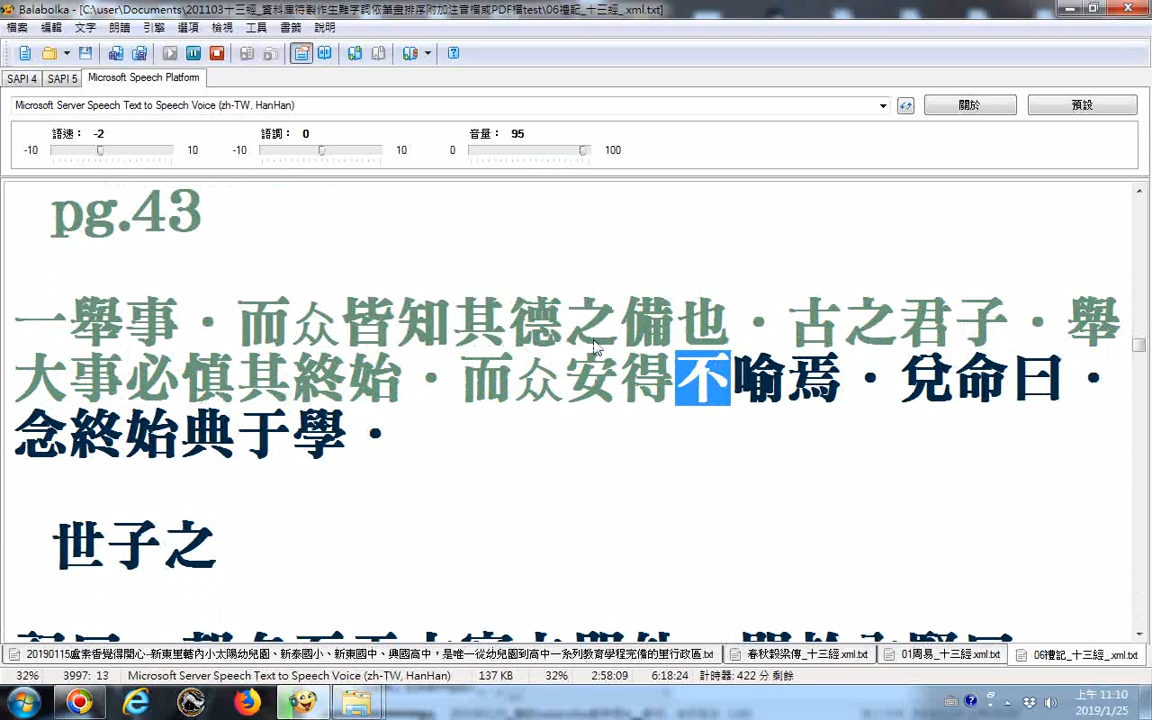 Balabolka - [C:\user\Documents\201103十三經_資料庫待製作生難字詞依筆畫排序附加注音檔或PDF檔test\06禮記_十三經_.xml.txt]
檔案 編輯 文字 朗讀 引擎 選項 檢視 工具 書籤 說明
SAPI 4 SAPI 5 Microsoft Speech Platform
Microsoft Server Speech Text to Speech Voice (zh-TW, HanHan) 關於 預設
語速： -2 語調： 0 音量： 95
-10 10 -10 10 0 100
pg.43
一舉事．而众皆知其德之備也．古之君子．舉
大事必慎其終始．而众安得不喻焉．兌命曰．
念終始典于學．
世子之
20190115盧素香覺得開心--新東里轄內小太陽幼兒園、新泰國小、新東國中、興國高中，是唯一從幼兒園到高中一条列教育學程完備的里行政區.txt 春秋穀梁傳_十三經.xml.txt 01周易_十三經.xml.txt 06禮記_十三經_.xml.txt
32% 3997: 13 Microsoft Server Speech Text to Speech Voice (zh-TW, HanHan) 137 KB 32% 2:58:09 6:18:24 計時器: 422 分 剩餘
上午 11:10
2019/1/25